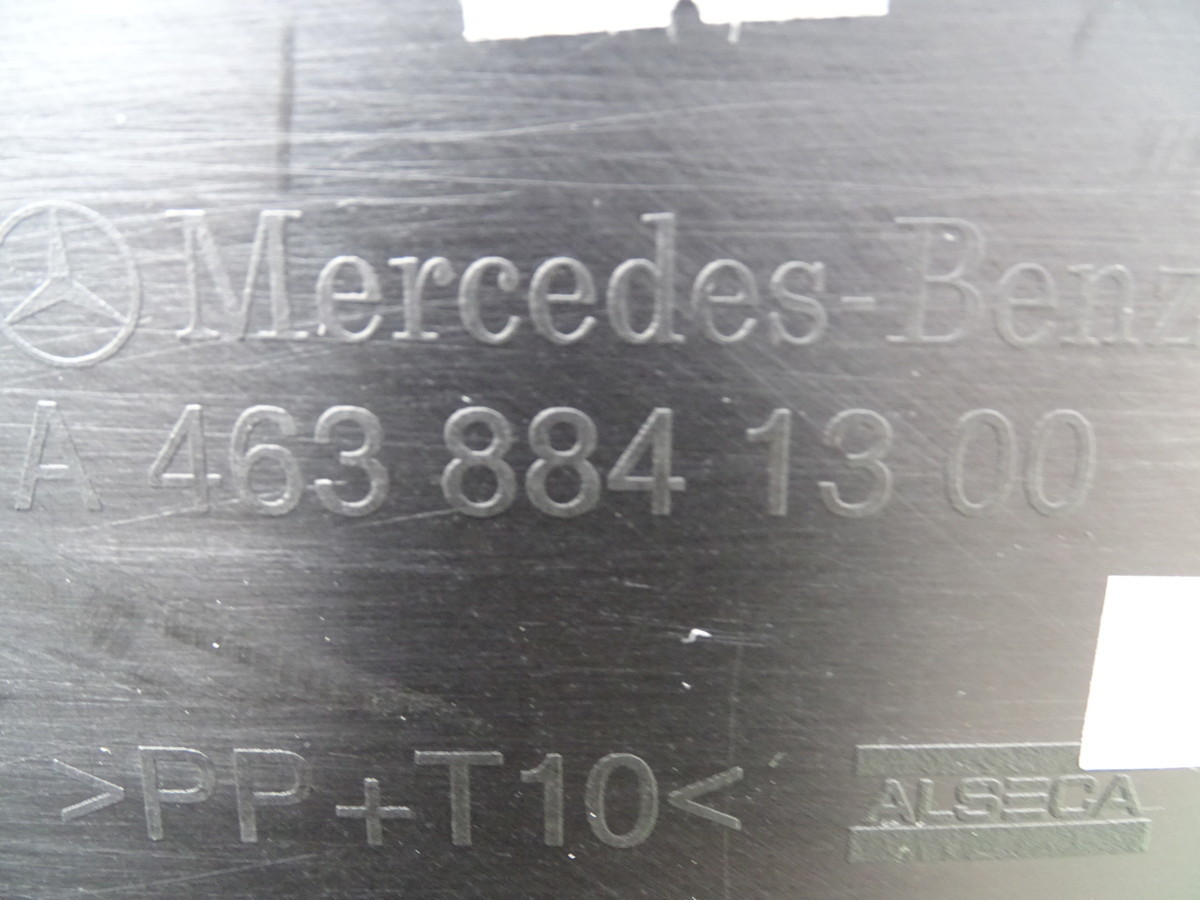 Mercedes-Benz
A 463 884 13 00
>PP+T10<
ALSECA